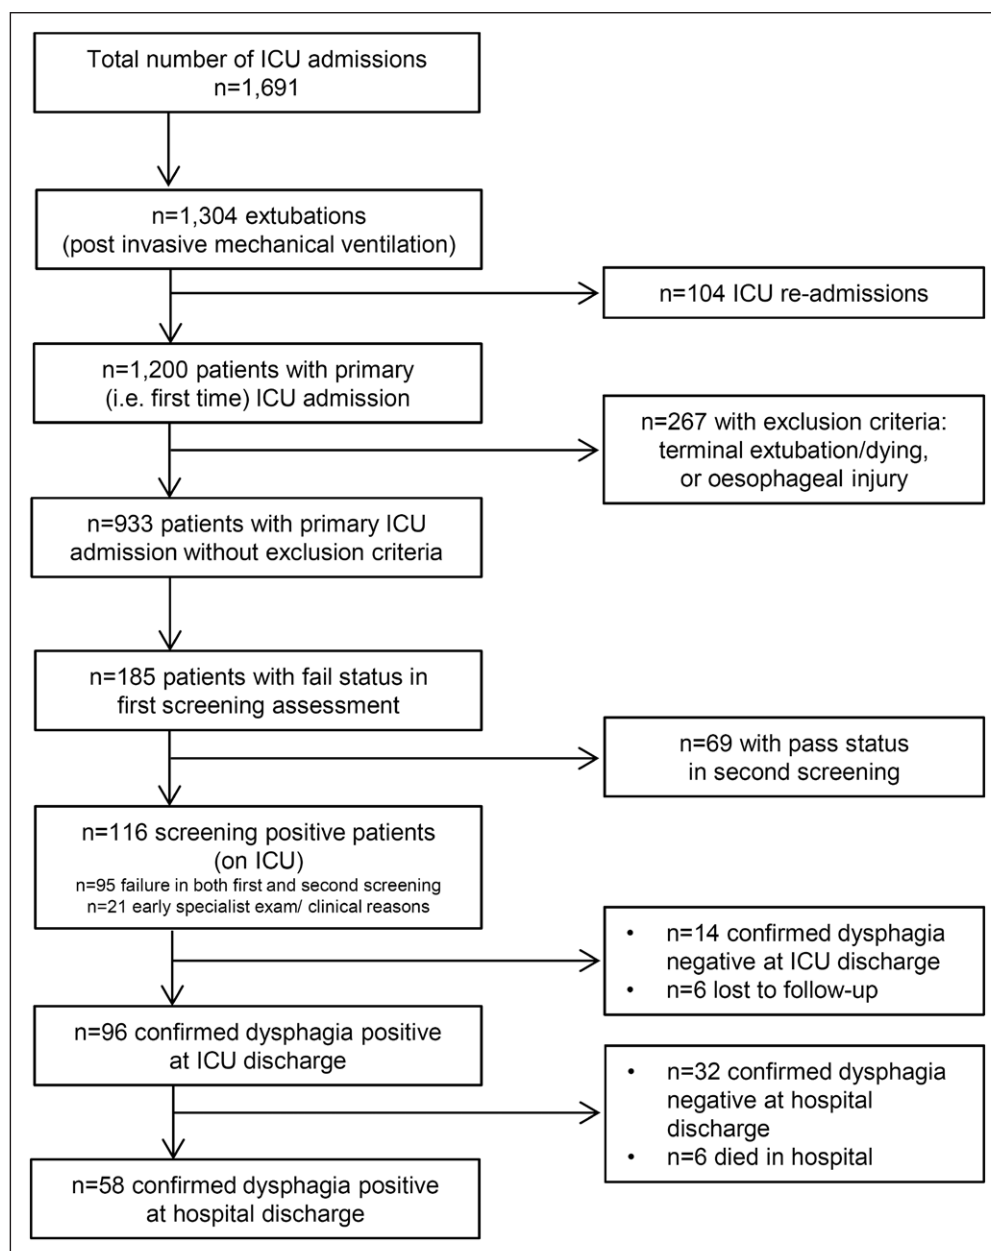 Total number of ICU admissions
n=1,691
n=1,304 extubations
(post invasive mechanical ventilation)
n=104 ICU re-admissions
n=1,200 patients with primary
(i.e. first time) ICU admission
n=267 with exclusion criteria:
terminal extubation/dying,
or oesophageal injury
n=933 patients with primary ICU
admission without exclusion criteria
n=185 patients with fail status in
first screening assessment
n=69 with pass status
in second screening
n=116 screening positive patients
(on ICU)
n=95 failure in both first and second screening
n=21 early specialist exam/ clinical reasons
• n=14 confirmed dysphagia
negative at ICU discharge
• n=6 lost to follow-up
n=96 confirmed dysphagia positive
at ICU discharge
• n=32 confirmed dysphagia
negative at hospital
discharge
• n=6 died in hospital
n=58 confirmed dysphagia positive
at hospital discharge